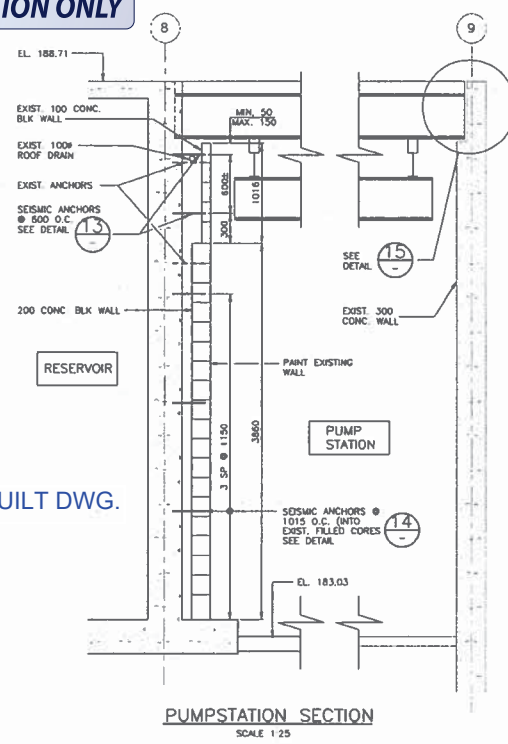 ION ONLY
8
9
EL. 188.71
EXIST. 100 CONC.
BLK WALL
MIN. 50
MAX. 150
EXIST. 100ø
ROOF DRAIN
EXIST ANCHORS
600±
1016
300
SEISMIC ANCHORS
@ 600 O.C.
SEE DETAIL
13
-
SEE
DETAIL
15
-
200 CONC BLK WALL
EXIST. 300
CONC. WALL
RESERVOIR
PAINT EXISTING
WALL
PUMP
STATION
3 SP @ 1150
3860
UILT DWG.
SEISMIC ANCHORS @
1015 O.C. (INTO
EXIST. FILLED CORES
SEE DETAIL
14
-
EL. 183.03
PUMPSTATION SECTION
SCALE 1:25